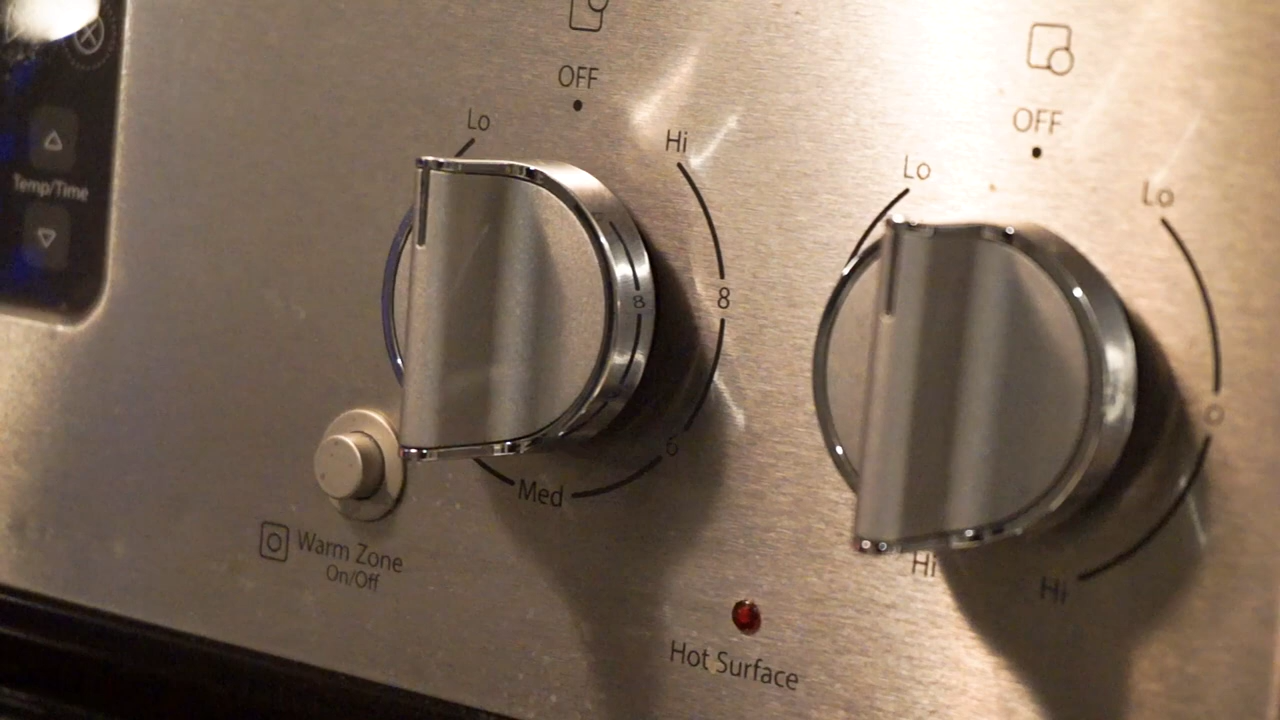 Temp/Time
OFF
Lo
Hi
8
8
6
Med
Warm Zone
On/Off
OFF
Lo
Lo
Hi
Hi
Hot Surface